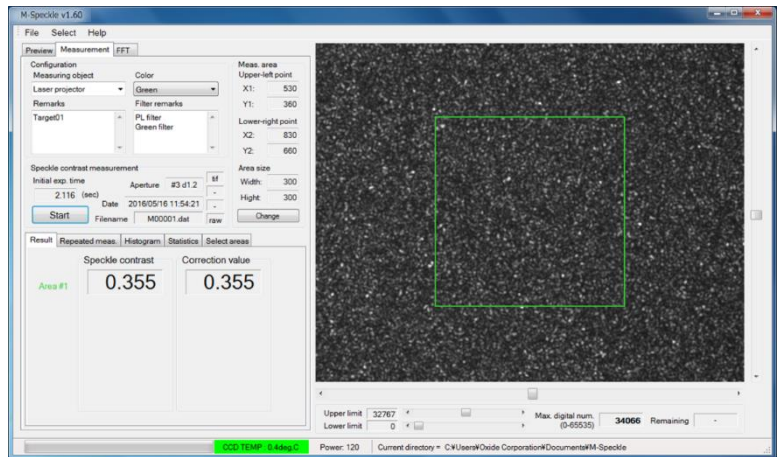 M-Speckle v1.60
File Select Help
Preview Measurement FFT
Configuration
Measuring object Color
Laser projector Green
Remarks Filter remarks
Target01 PL filter
Green filter
Meas. area
Upper-left point
X1: 530
Y1: 360
Lower-right point
X2: 830
Y2: 660
Area size
Width: 300
Hight: 300
Change
Speckle contrast measurement
Initial exp. time
2.116 (sec)
Aperture #3 d1.2 tif
-
Date 2016/05/16 11:54:21 -
Start Filename M00001.dat raw
Result Repeated meas. Histogram Statistics Select areas
Speckle contrast Correction value
Area #1 0.355 0.355
Upper limit 32767
Lower limit 0
Max. digital num.
(0-65535)
34066 Remaining -
CCD TEMP : 0.4deg.C Power: 120 Current directory = C:¥Users¥Oxide Corporation¥Documents¥M-Speckle